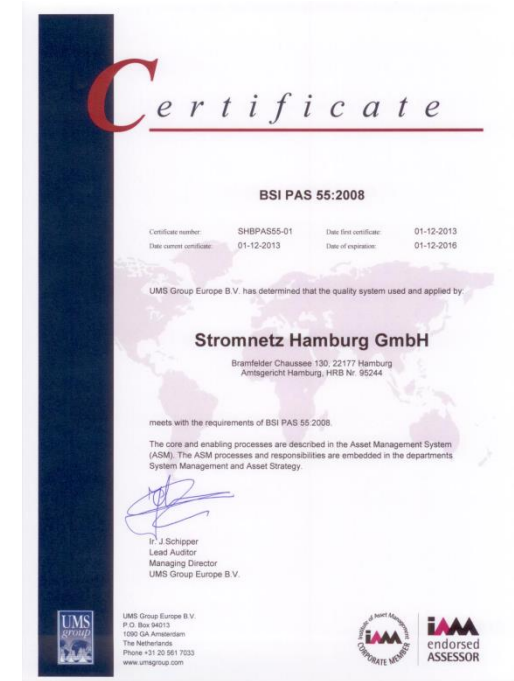 Certificate
BSI PAS 55:2008
Certificate number: SHBPAS55-01 Date first certificate: 01-12-2013
Date current certificate: 01-12-2013 Date of expiration: 01-12-2016
UMS Group Europe B.V. has determined that the quality system used and applied by:
Stromnetz Hamburg GmbH
Bramfelder Chaussee 130, 22177 Hamburg
Amtsgericht Hamburg, HRB Nr. 95244
meets with the requirements of BSI PAS 55:2008.
The core and enabling processes are described in the Asset Management System
(ASM). The ASM processes and responsibilities are embedded in the departments
System Management and Asset Strategy.
Ir. J.Schipper
Lead Auditor
Managing Director
UMS Group Europe B.V.
UMS
group
UMS Group Europe B.V.
P.O. Box 94013
1090 GA Amsterdam
The Netherlands
Phone +31 20 561 7033
www.umsgroup.com
Institute of Asset Management
iam
CORPORATE MEMBER
iam
endorsed
ASSESSOR